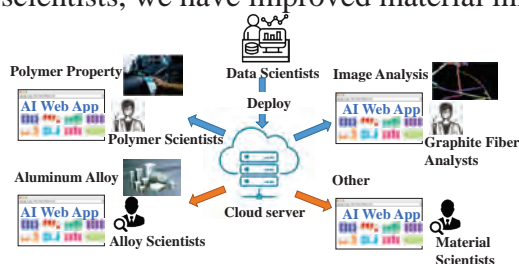 scientists, we have improved material in
Polymer Property
Data Scientists
Image Analysis
AI Web App
Deploy
AI Web App
Polymer Scientists
Graphite Fiber
Analysts
Aluminum Alloy
Other
AI Web App
Cloud server
AI Web App
Alloy Scientists
Material
Scientists